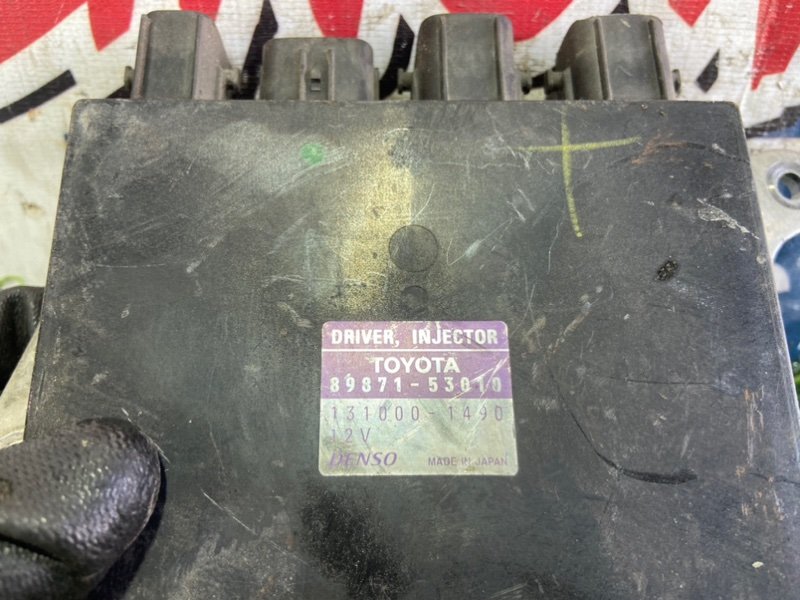 DRIVER, INJECTOR
TOYOTA
89871-53010
131000-1490
12V
DENSO MADE IN JAPAN